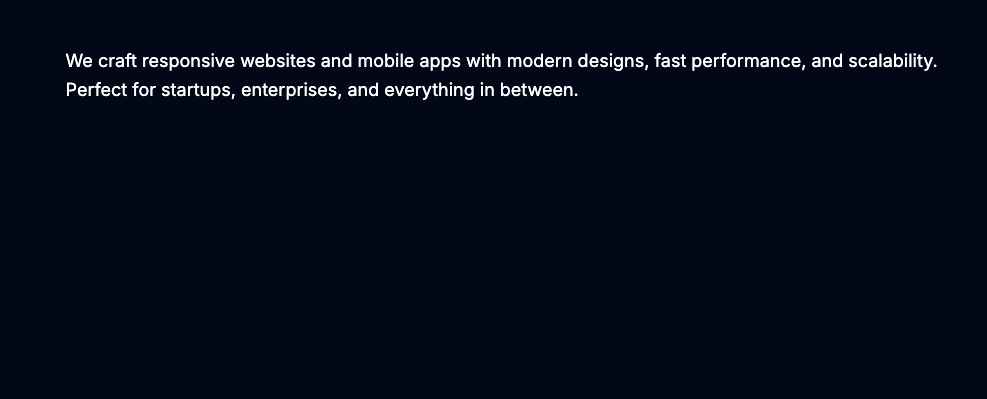 We craft responsive websites and mobile apps with modern designs, fast performance, and scalability.
Perfect for startups, enterprises, and everything in between.